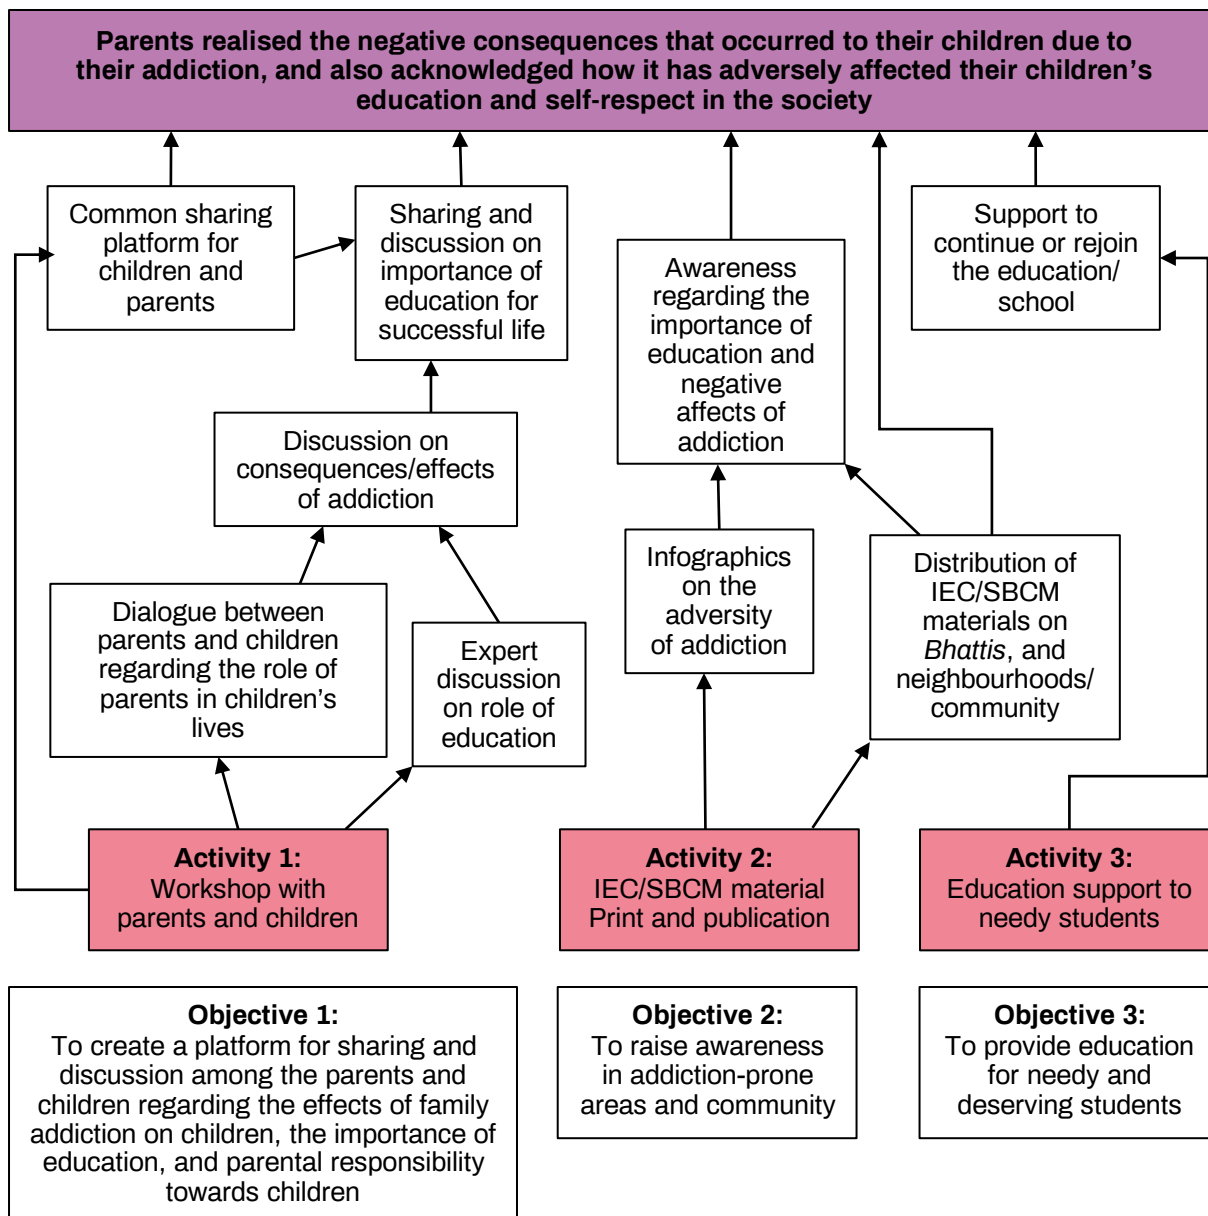 Parents realised the negative consequences that occurred to their children due to
their addiction, and also acknowledged how it has adversely affected their children’s
education and self-respect in the society
Common sharing
platform for
children and
parents
Sharing and
discussion on
importance of
education for
successful life
Awareness
regarding the
importance of
education and
negative
affects of
addiction
Support to
continue or rejoin
the education/
school
Discussion on
consequences/effects
of addiction
Dialogue between
parents and children
regarding the role of
parents in children’s
lives
Expert
discussion
on role of
education
Infographics
on the
adversity
of addiction
Distribution of
IEC/SBCM
materials on
Bhattis, and
neighbourhoods/
community
Activity 1:
Workshop with
parents and children
Activity 2:
IEC/SBCM material
Print and publication
Activity 3:
Education support to
needy students
Objective 1:
To create a platform for sharing and
discussion among the parents and
children regarding the effects of family
addiction on children, the importance of
education, and parental responsibility
towards children
Objective 2:
To raise awareness
in addiction-prone
areas and community
Objective 3:
To provide education
for needy and
deserving students